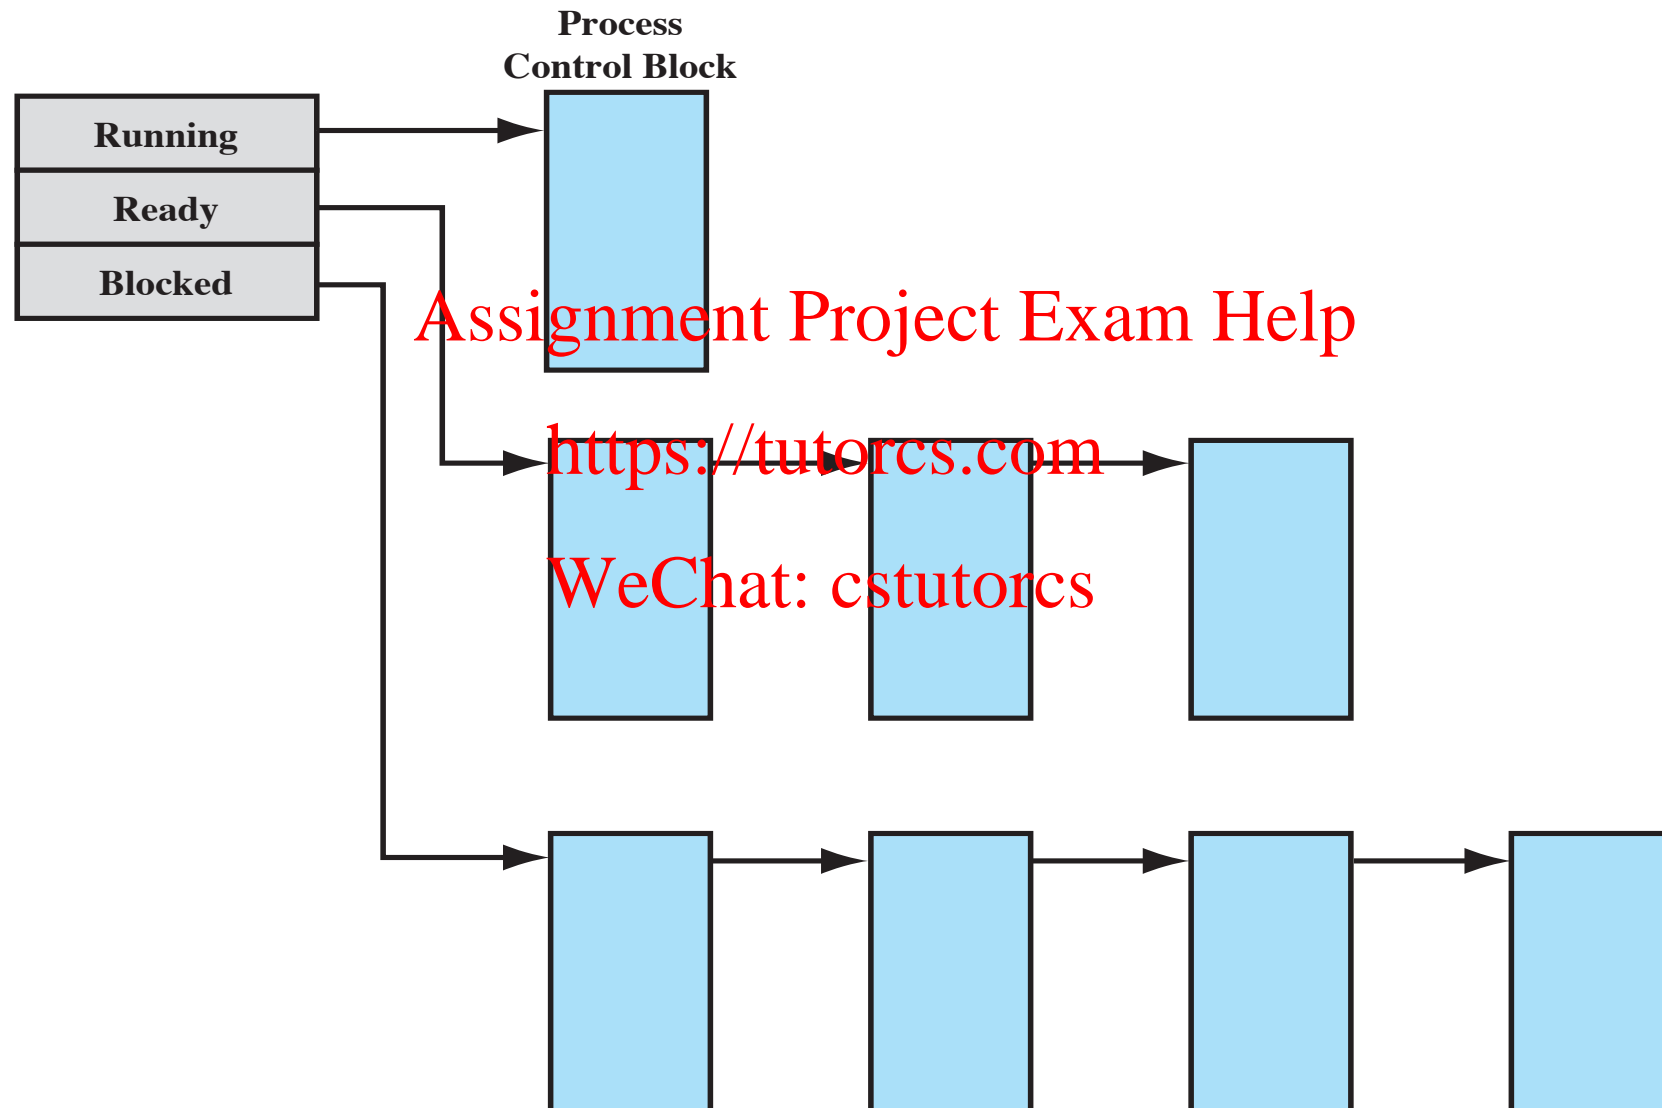 Process
Control Block
Running
Ready
Blocked
Assignment Project Exam Help
https://tutorcs.com
WeChat: cstutorcs